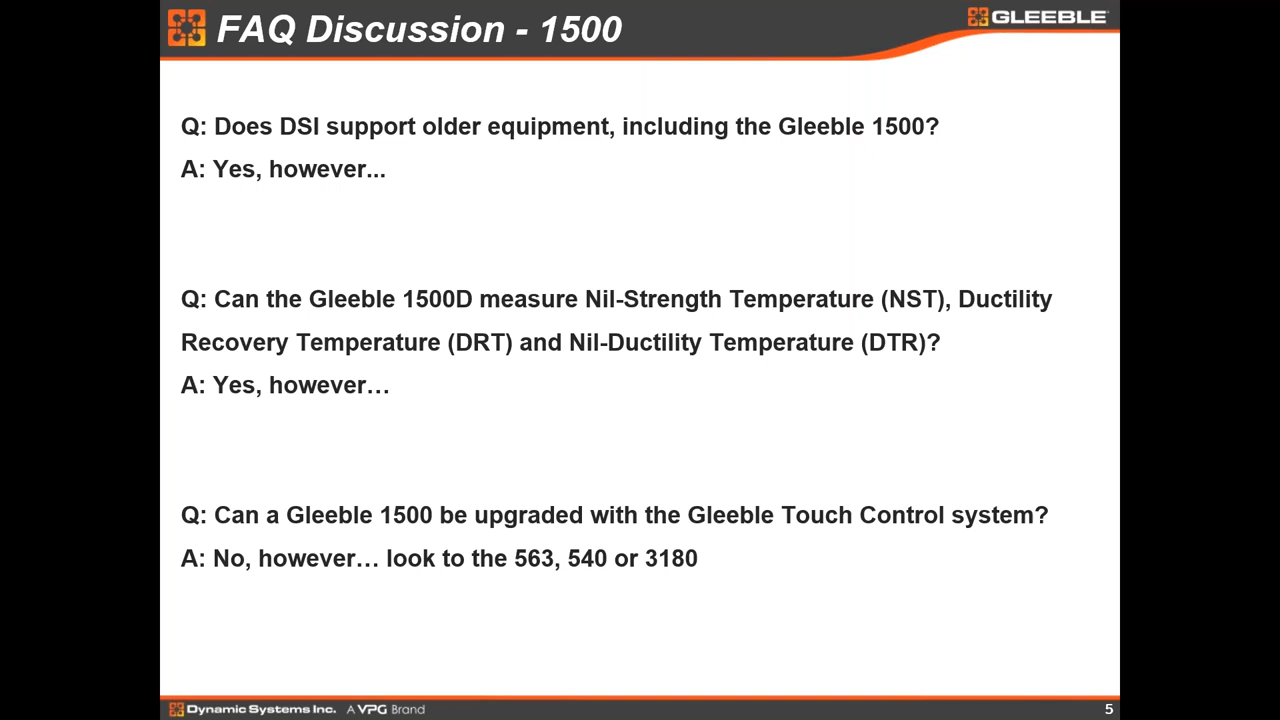 FAQ Discussion - 1500
GLEEBLE®
Q: Does DSI support older equipment, including the Gleeble 1500?
A: Yes, however...
Q: Can the Gleeble 1500D measure Nil-Strength Temperature (NST), Ductility
Recovery Temperature (DRT) and Nil-Ductility Temperature (DTR)?
A: Yes, however…
Q: Can a Gleeble 1500 be upgraded with the Gleeble Touch Control system?
A: No, however… look to the 563, 540 or 3180
Dynamic Systems Inc. A VPG Brand
5